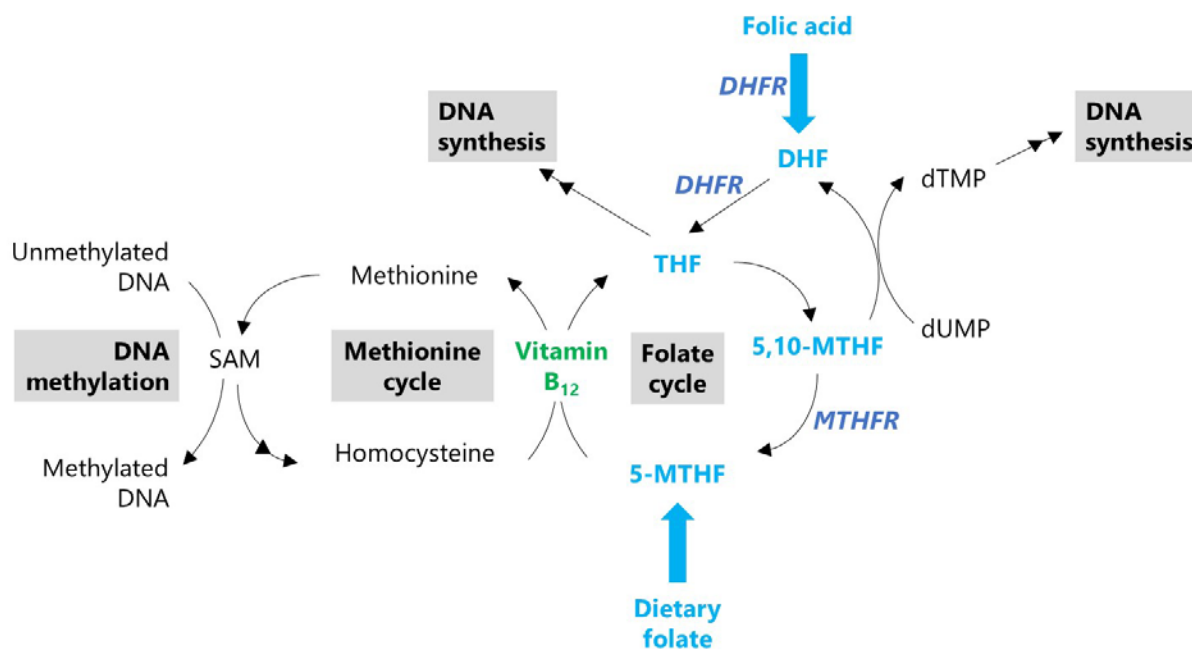 Folic acid
DHFR
DNA
synthesis
DNA
synthesis
DHF
dTMP
DHFR
Unmethylated
DNA
Methionine
THF
dUMP
DNA
methylation
SAM
Methionine
cycle
Vitamin
B₁₂
Folate
cycle
5,10-MTHF
MTHFR
Homocysteine
5-MTHF
Methylated
DNA
Dietary
folate